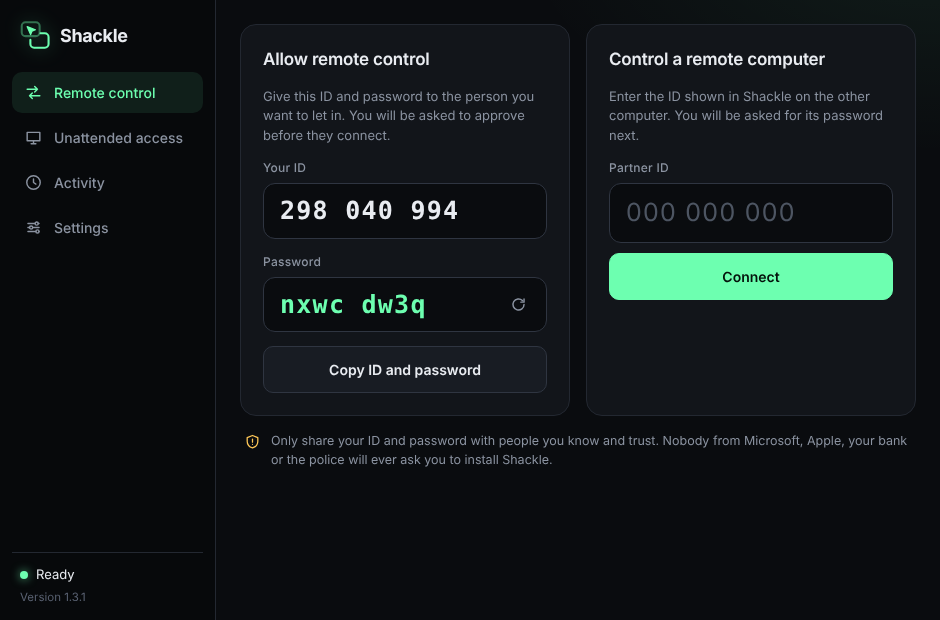 Shackle
Remote control
Unattended access
Activity
Settings
Ready
Version 1.3.1
Allow remote control
Give this ID and password to the person you
want to let in. You will be asked to approve
before they connect.
Your ID
298 040 994
Password
nxwc dw3q
Copy ID and password
Control a remote computer
Enter the ID shown in Shackle on the other
computer. You will be asked for its password
next.
Partner ID
000 000 000
Connect
Only share your ID and password with people you know and trust. Nobody from Microsoft, Apple, your bank
or the police will ever ask you to install Shackle.